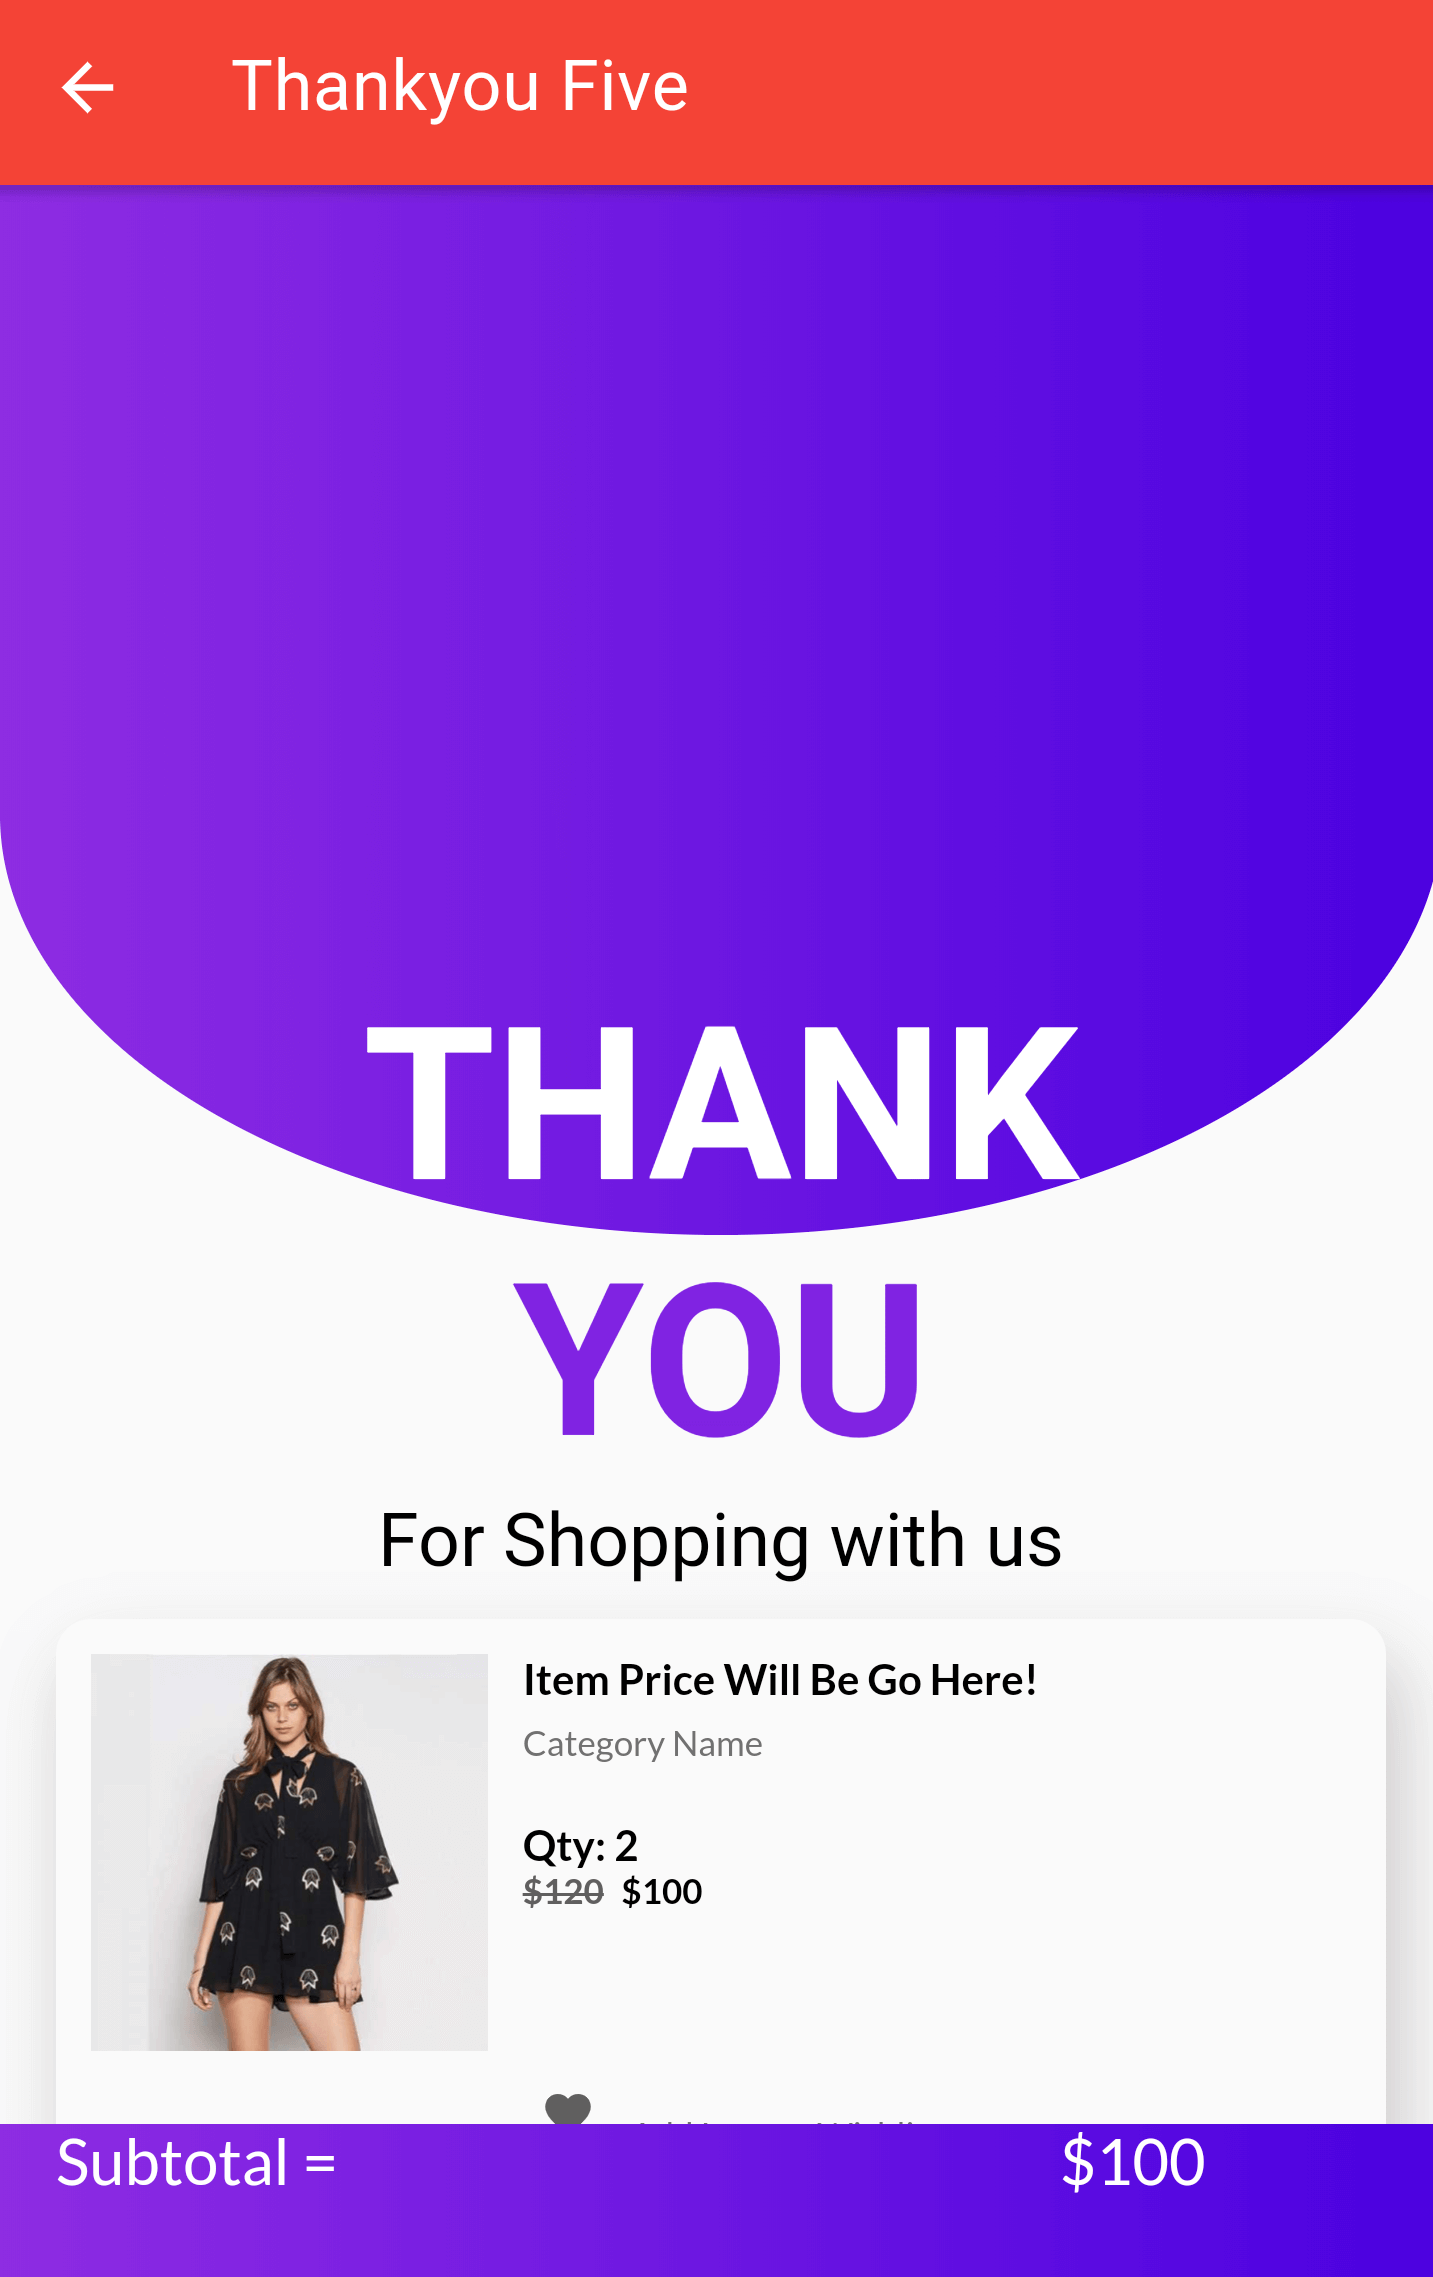 Thankyou Five
THANK
YOU
For Shopping with us
Item Price Will Be Go Here!
Category Name
Qty: 2
$120 $100
Subtotal = $100